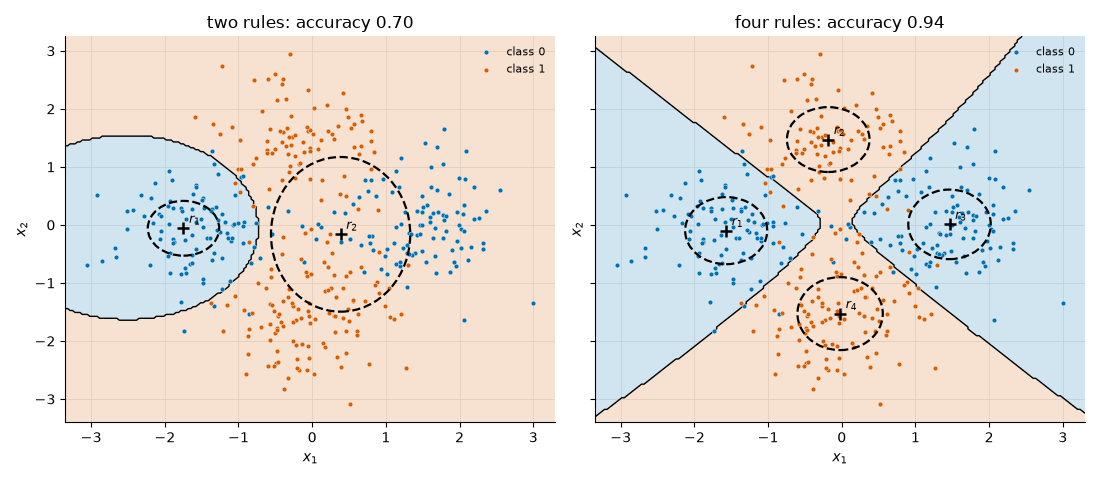 two rules: accuracy 0.70
class 0
class 1
3
2
1
0
−1
−2
−3
x₂
r₁
r₂
−3
−2
−1
0
1
2
3
x₁
four rules: accuracy 0.94
class 0
class 1
x₂
r₂
r₁
r₃
r₄
−3
−2
−1
0
1
2
3
x₁